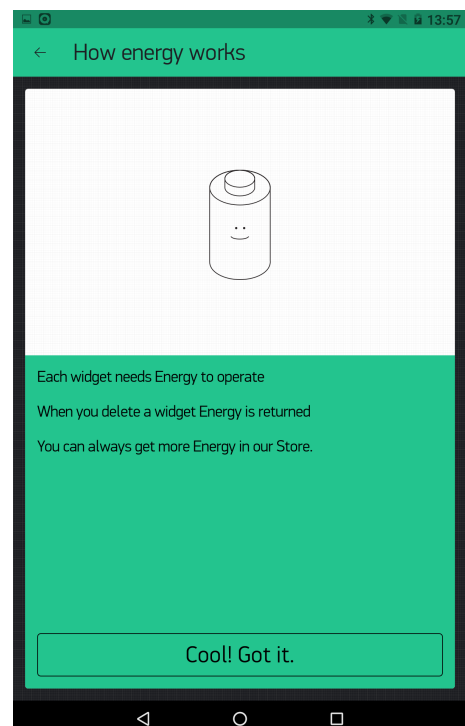 13:57
How energy works
Each widget needs Energy to operate
When you delete a widget Energy is returned
You can always get more Energy in our Store.
Cool! Got it.